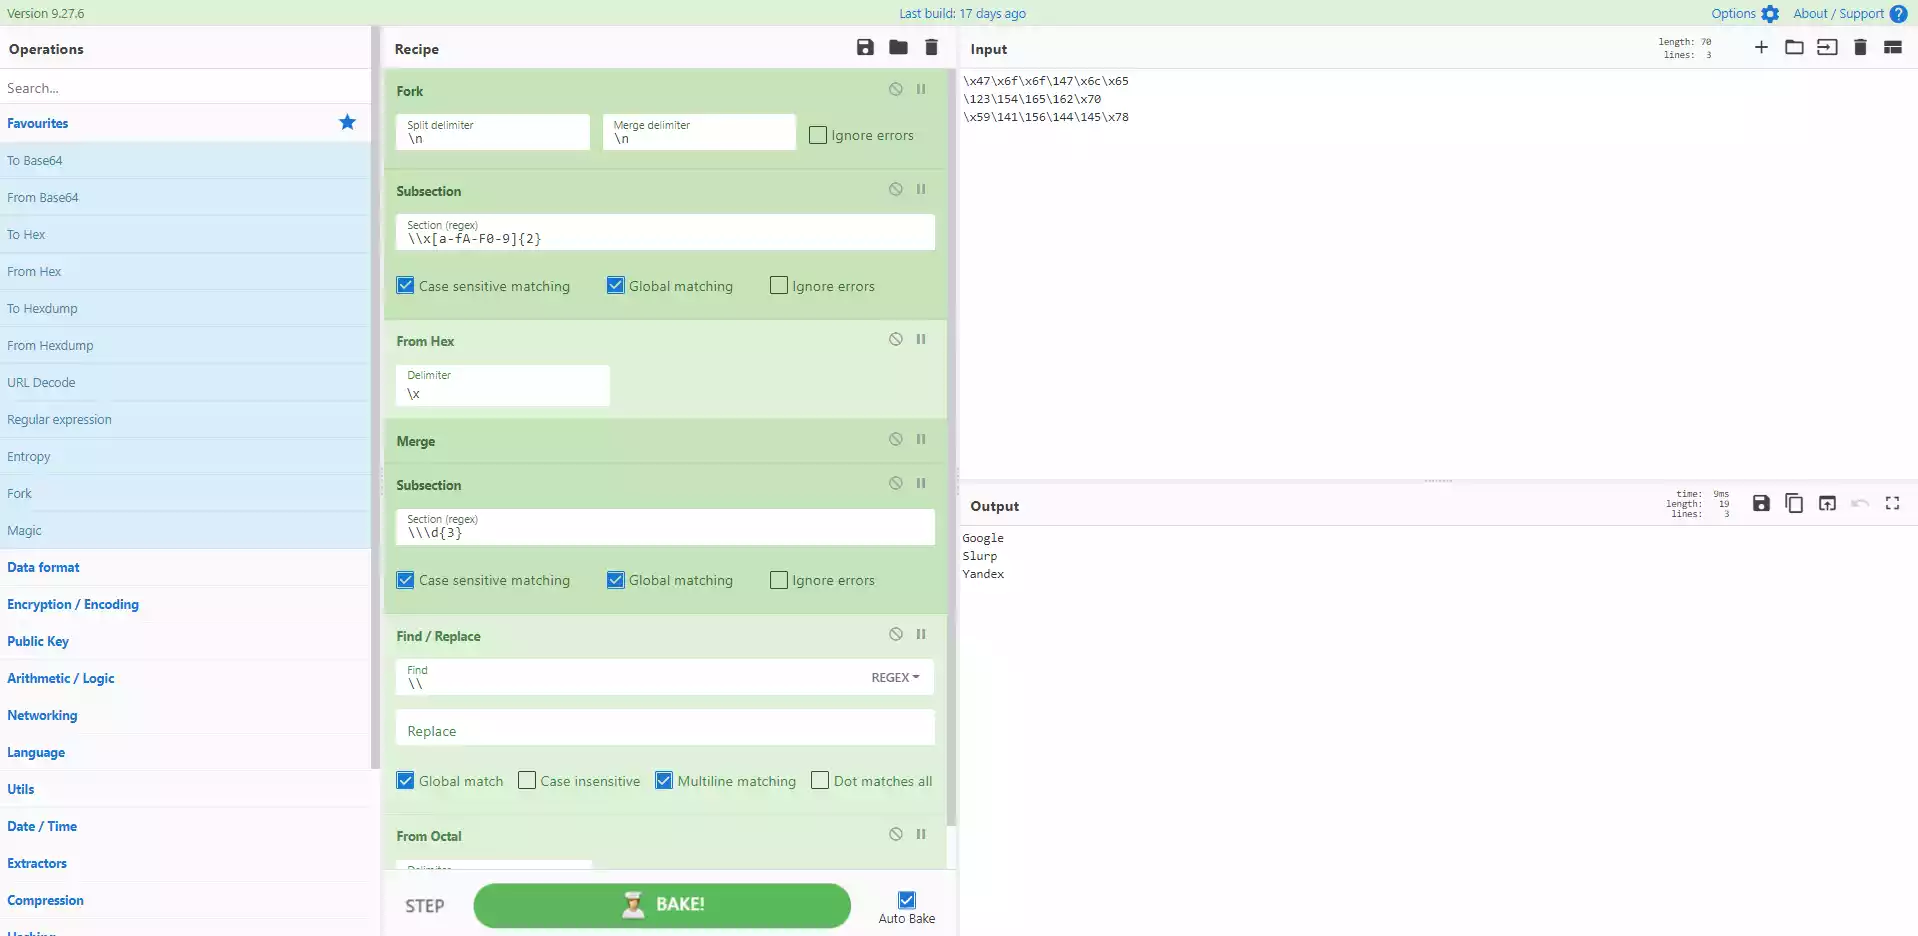 Version 9.27.6
Last build: 17 days ago
Options
About / Support
Operations
Search...
Favourites
To Base64
From Base64
To Hex
From Hex
To Hexdump
From Hexdump
URL Decode
Regular expression
Entropy
Fork
Magic
Data format
Encryption / Encoding
Public Key
Arithmetic / Logic
Networking
Language
Utils
Date / Time
Extractors
Compression
Recipe
Fork
Split delimiter
\n
Merge delimiter
\n
Ignore errors
Subsection
Section (regex)
\\x[a-fA-F0-9]{2}
Case sensitive matching
Global matching
Ignore errors
From Hex
Delimiter
\x
Merge
Subsection
Section (regex)
\\\d{3}
Case sensitive matching
Global matching
Ignore errors
Find / Replace
Find
\\
REGEX
Replace
Global match
Case insensitive
Multiline matching
Dot matches all
From Octal
STEP
BAKE!
Auto Bake
Input
length: 70
lines: 3
\x47\x6f\x6f\147\x6c\x65
\123\154\165\162\x70
\x59\141\156\144\145\x78
Output
time: 9ms
length: 19
lines: 3
Google
Slurp
Yandex